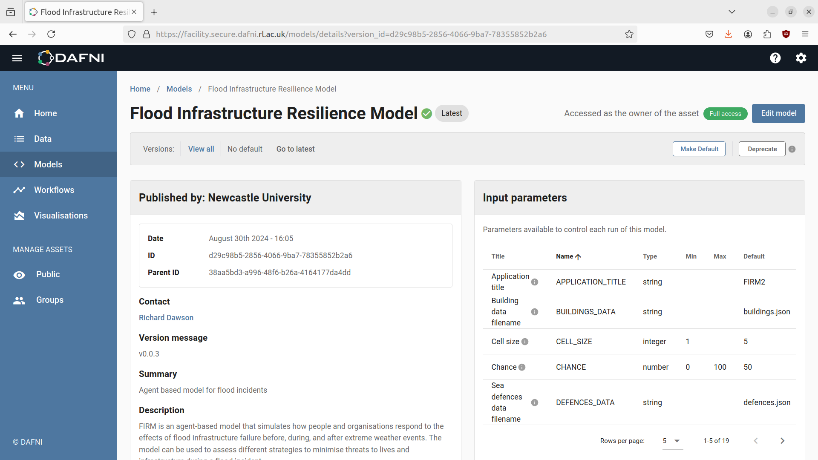 Flood Infrastructure Resi
https://facility.secure.dafni.rl.ac.uk/models/details?version_id=d29c98b5-2856-4066-9ba7-78355852b2a6
DAFNI
MENU
Home
Data
Models
Workflows
Visualisations
MANAGE ASSETS
Public
Groups
© DAFNI
Home / Models / Flood Infrastructure Resilience Model
Flood Infrastructure Resilience Model Latest
Accessed as the owner of the asset Full access Edit model
Versions: View all No default Go to latest Make Default Deprecate
Published by: Newcastle University
Date August 30th 2024 - 16:05
ID d29c98b5-2856-4066-9ba7-78355852b2a6
Parent ID 38aa5bd3-a996-48f6-b26a-4164177da4dd
Contact
Richard Dawson
Version message
v0.0.3
Summary
Agent based model for flood incidents
Description
FIRM is an agent-based model that simulates how people and organisations respond to the
effects of flood infrastructure failure before, during, and after extreme weather events. The
model can be used to assess different strategies to minimise threats to lives and
Input parameters
Parameters available to control each run of this model.
Title Name Type Min Max Default
Application
title APPLICATION_TITLE string FIRM2
Building
data
filename BUILDINGS_DATA string buildings.json
Cell size CELL_SIZE integer 1 5
Chance CHANCE number 0 100 50
Sea
defences
data
filename DEFENCES_DATA string defences.json
Rows per page: 5 1-5 of 19